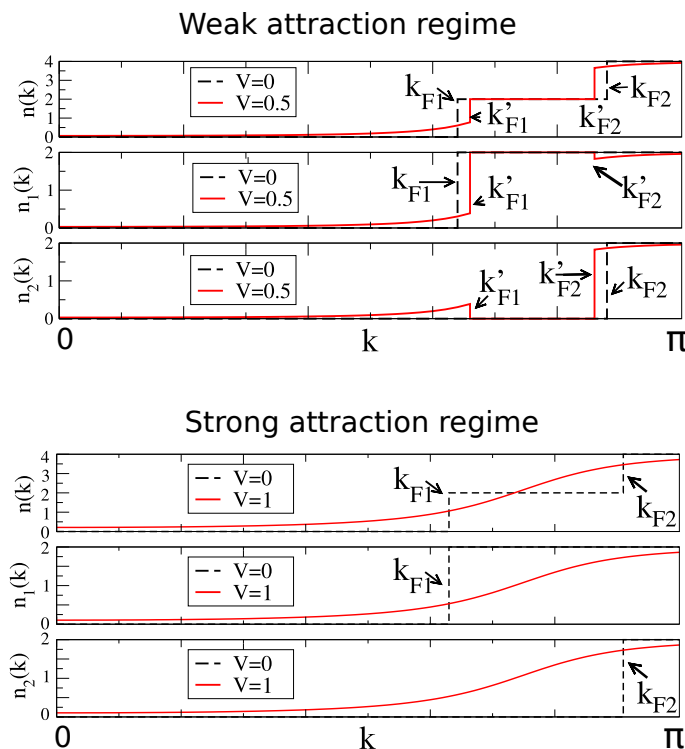 Weak attraction regime
n(k)
4
3
2
1
0
V=0
V=0.5
k_F1
k'_F1
k'_F2
k_F2
n_1(k)
2
1
0
V=0
V=0.5
k_F1
k'_F1
k'_F2
n_2(k)
2
1
0
V=0
V=0.5
k'_F1
k'_F2
k_F2
0
k
π
Strong attraction regime
n(k)
4
3
2
1
0
V=0
V=1
k_F1
k_F2
n_1(k)
2
1
0
V=0
V=1
k_F1
n_2(k)
2
1
0
V=0
V=1
k_F2
0
k
π